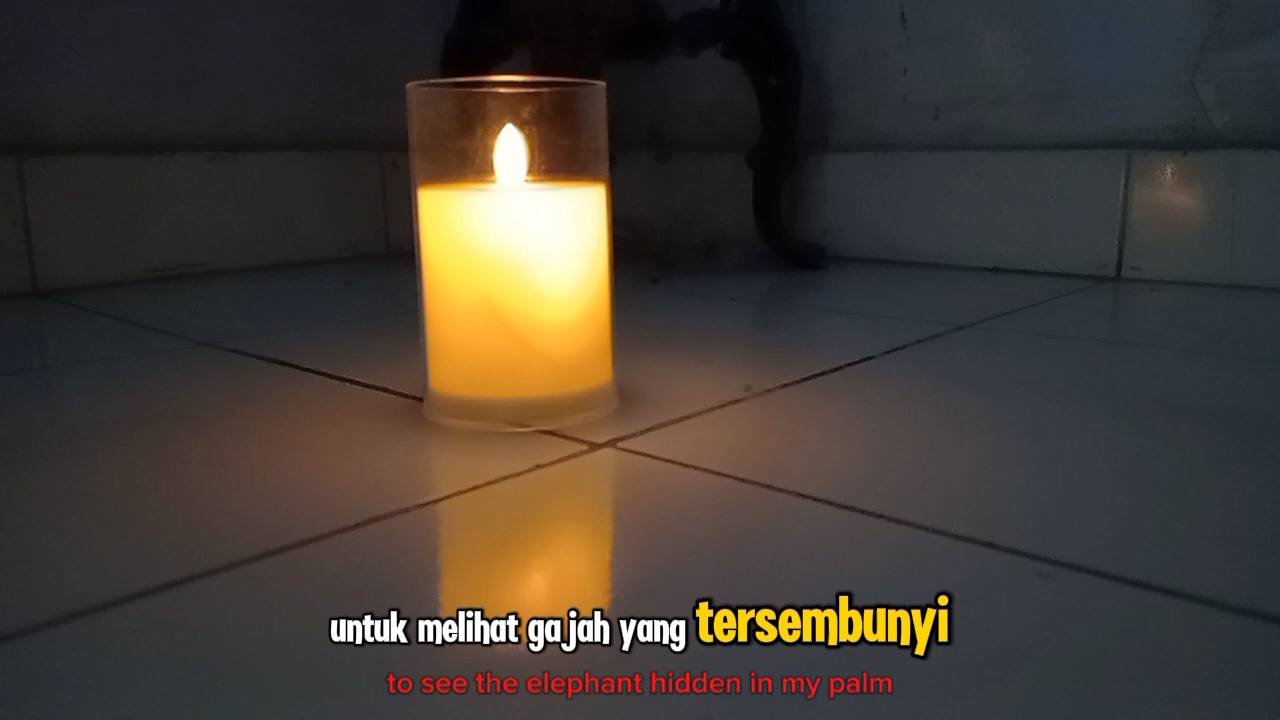 untuk melihat gajah yang tersembunyi
to see the elephant hidden in my palm